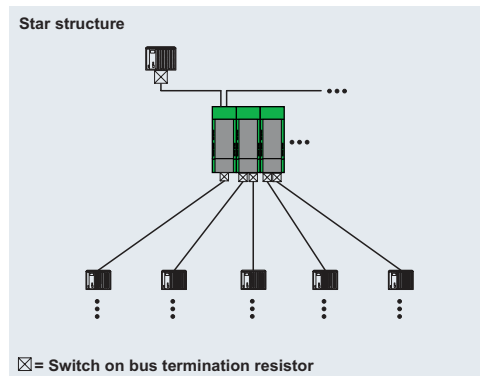 Star structure
= Switch on bus termination resistor